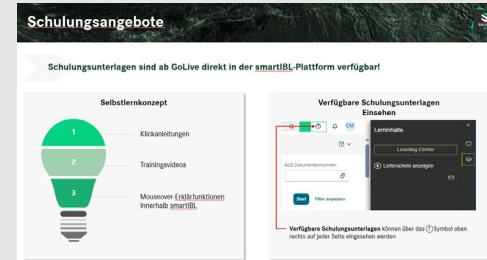 Schulungsangebote
Schulungsunterlagen sind ab GoLive direkt in der smartIBL-Plattform verfügbar!
Selbstlernkonzept
1
Klickanleitungen
2
Trainingsvideos
3
Mouseover-Erklärfunktionen
innerhalb smartIBL
Verfügbare Schulungsunterlagen
Einsehen
CM
GLD Dokumentennummer:
Start Filter anpassen
Lerninhalte
Learning Center
Lieferschein anzeigen
Verfügbare Schulungsunterlagen können über das ? Symbol oben
rechts auf jeder Seite eingesehen werden